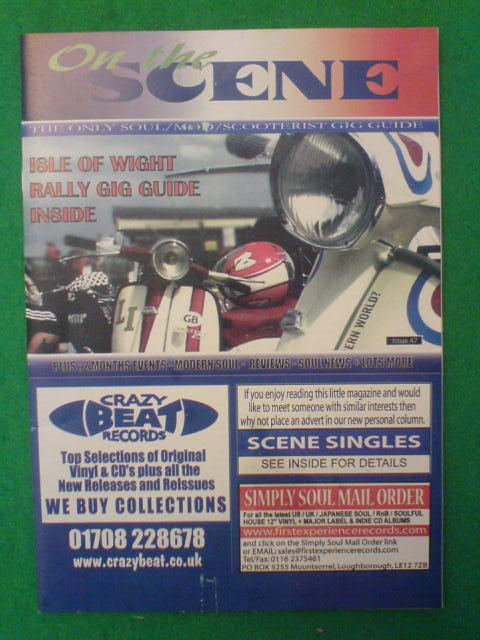 On the
SCENE
THE ONLY SOUL/MOD/SCOOTERIST GIG GUIDE
ISLE OF WIGHT
RALLY GIG GUIDE
INSIDE
LI
GB
ERN WORLD?
Issue 47
PLUS :2 MONTHS EVENTS - MODERN SOUL - REVIEWS - SOUL NEWS + LOTS MORE
CRAZY
BEAT
RECORDS
Top Selections of Original
Vinyl & CD's plus all the
New Releases and Reissues
WE BUY COLLECTIONS
01708 228678
www.crazybeat.co.uk
If you enjoy reading this little magazine and would
like to meet someone with similar interests then
why not place an advert in our new personal column.
SCENE SINGLES
SEE INSIDE FOR DETAILS
SIMPLY SOUL MAIL ORDER
For all the latest US / UK / JAPANESE SOUL / RnB / SOULFUL
HOUSE 12" VINYL + MAJOR LABEL & INDIE CD ALBUMS
www.firstexperiencerecords.com
and click on the Simply Soul Mail Order link
or EMAIL: sales@firstexperiencerecords.com
Tel/Fax: 0116 2375461
PO BOX 5255 Mountsorrel, Loughborough, LE12 7ZB